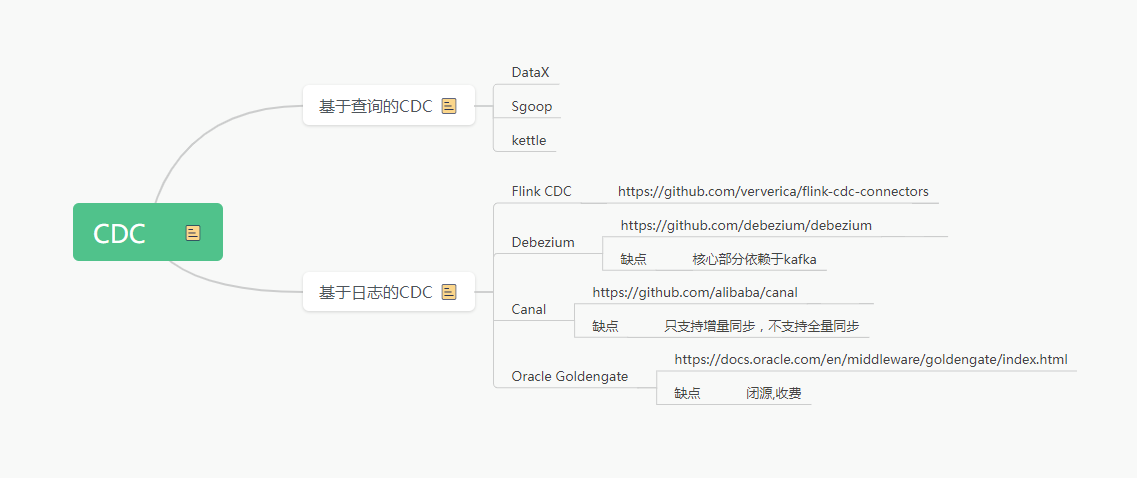 CDC
基于查询的CDC
DataX
Sgoop
kettle
基于日志的CDC
Flink CDC https://github.com/ververica/flink-cdc-connectors
Debezium
https://github.com/debezium/debezium
缺点 核心部分依赖于kafka
Canal
https://github.com/alibaba/canal
缺点 只支持增量同步，不支持全量同步
Oracle Goldengate
https://docs.oracle.com/en/middleware/goldengate/index.html
缺点 闭源,收费